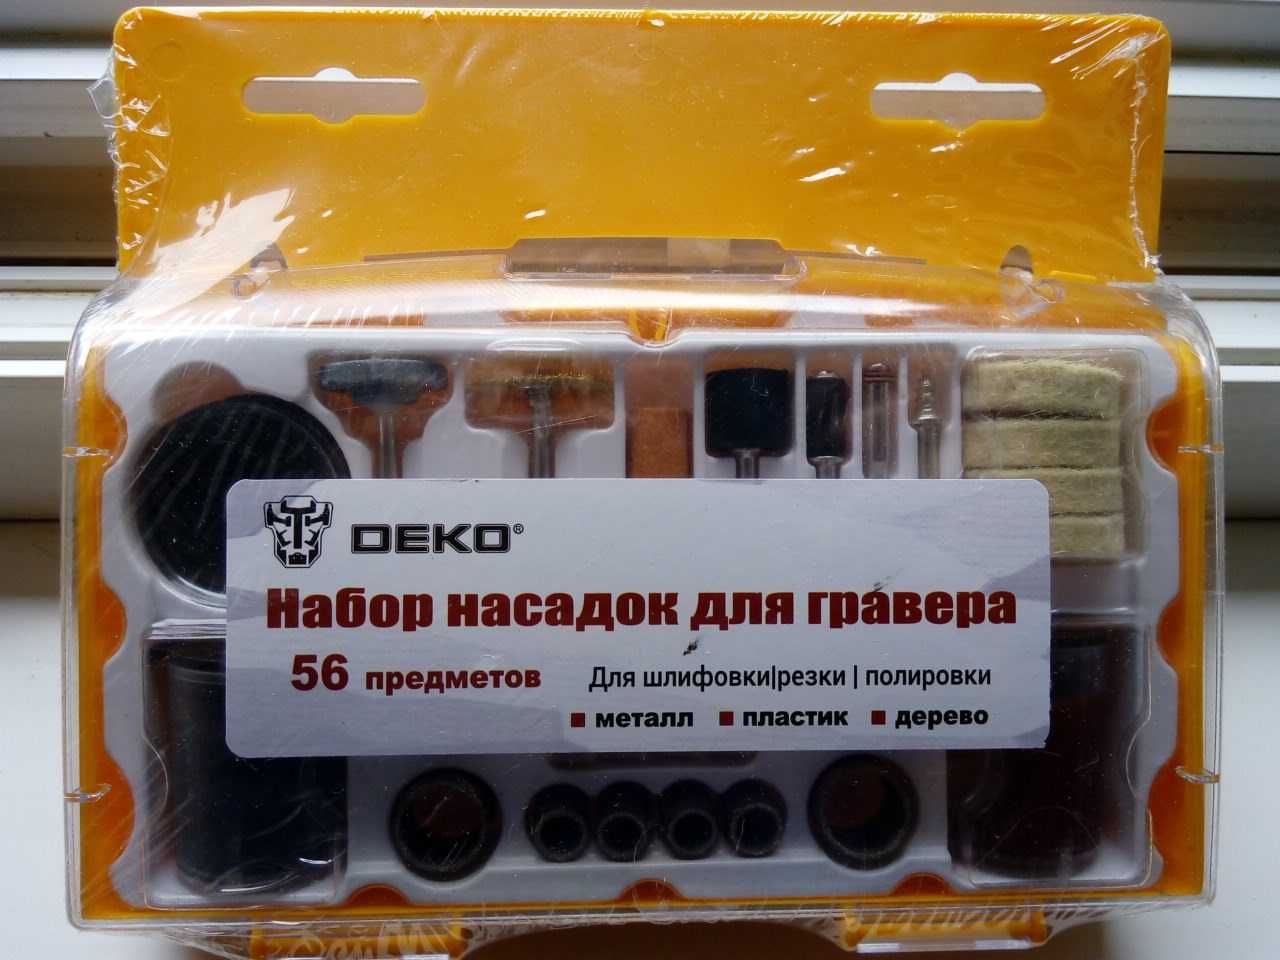 DEKO®
Набор насадок для гравера
56 предметов
Для шлифовки|резки | полировки
металл пластик дерево